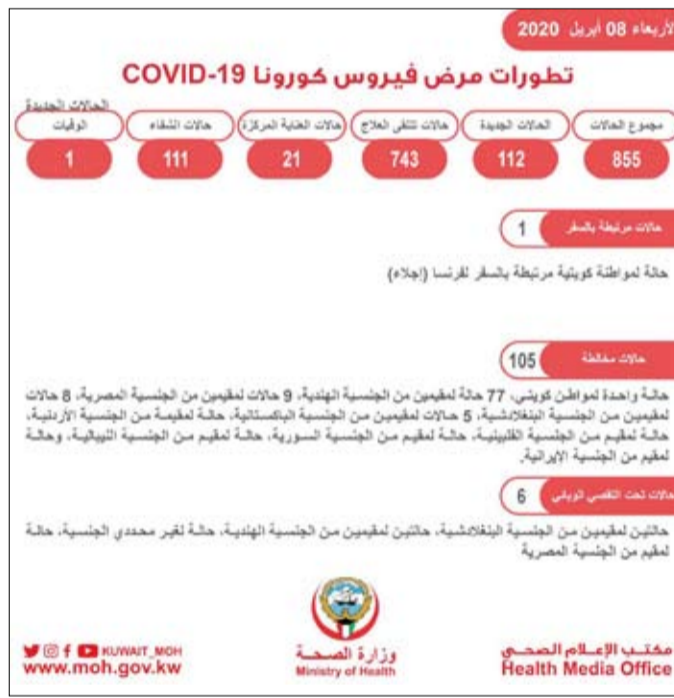 الأربعاء 08 أبريل 2020
تطورات مرض فيروس كورونا COVID-19
الحالات الجديدة
مجموع الحالات
الحالات الجديدة
حالات تتلقى العلاج
حالات العناية المركزة
حالات الشفاء
الوفيات
855
112
743
21
111
1
حالات مرتبطة بالسفر
1
حالة لمواطنة كويتية مرتبطة بالسفر لفرنسا (إجلاء)
حالات مخالطة
105
حالة واحدة لمواطن كويتي، 77 حالة لمقيمين من الجنسية الهندية، 9 حالات لمقيمين من الجنسية المصرية، 8 حالات
لمقيمين من الجنسية البنغلادشية، 5 حالات لمقيمين من الجنسية الباكستانية، حالة لمقيمة من الجنسية الأردنية،
حالة لمقيم من الجنسية الفلبينية، حالة لمقيم من الجنسية السورية، حالة لمقيم من الجنسية النيبالية، وحالة
لمقيم من الجنسية الإيرانية.
حالات تحت التقصي الوبائي
6
حالتين لمقيمين من الجنسية البنغلادشية، حالتين لمقيمين من الجنسية الهندية، حالة لغير محددي الجنسية، حالة
لمقيم من الجنسية المصرية
مكتب الإعلام الصحي
Health Media Office
وزارة الصحة
Ministry of Health
KUWAIT_MOH
www.moh.gov.kw